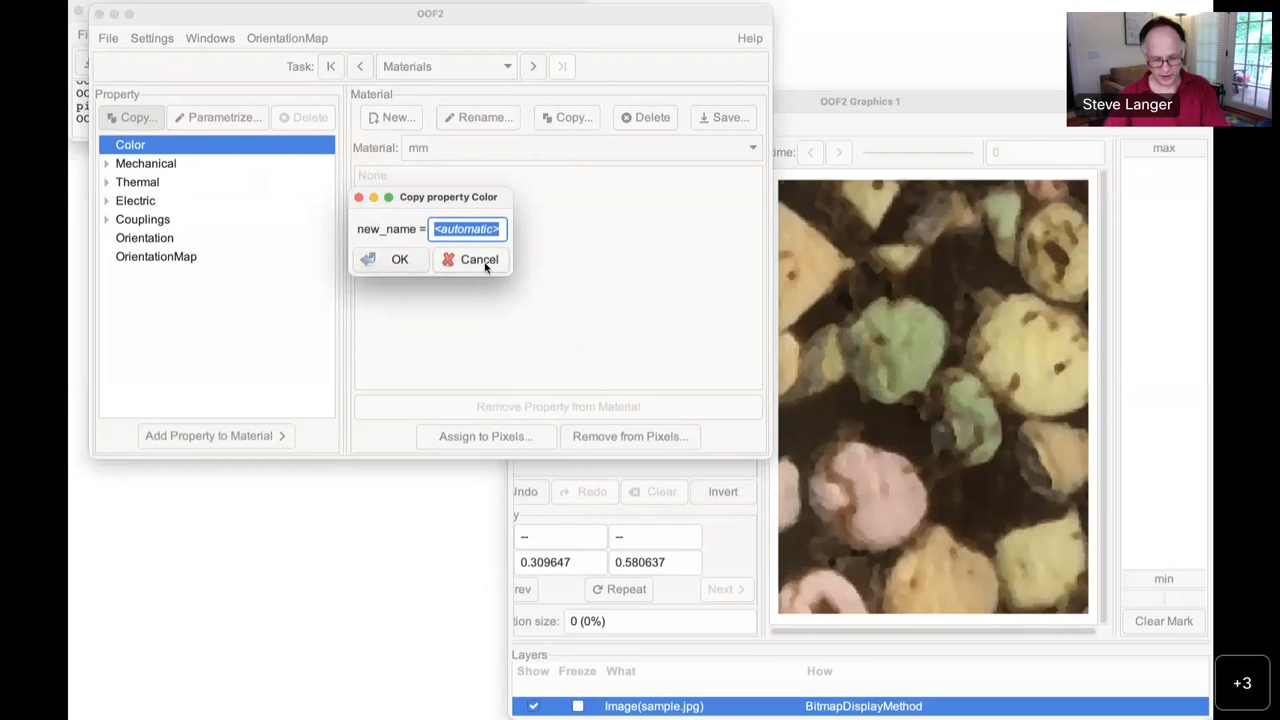 OOF2
File Settings Windows OrientationMap Help
Task: Materials
Property
Copy... Parametrize... Delete
Color
Mechanical
Thermal
Electric
Couplings
Orientation
OrientationMap
Add Property to Material
Material
New... Rename... Copy... Delete Save...
Material: mm
None
Copy property Color
new_name = <automatic>
OK Cancel
Remove Property from Material
Assign to Pixels... Remove from Pixels...
OOF2 Graphics 1
time: 0
max
min
Clear Mark
Undo Redo Clear Invert
y
-- --
0.309647 0.580637
rev Repeat Next
tion size: 0 (0%)
Layers
Show Freeze What How
Image(sample.jpg) BitmapDisplayMethod
Steve Langer
+3